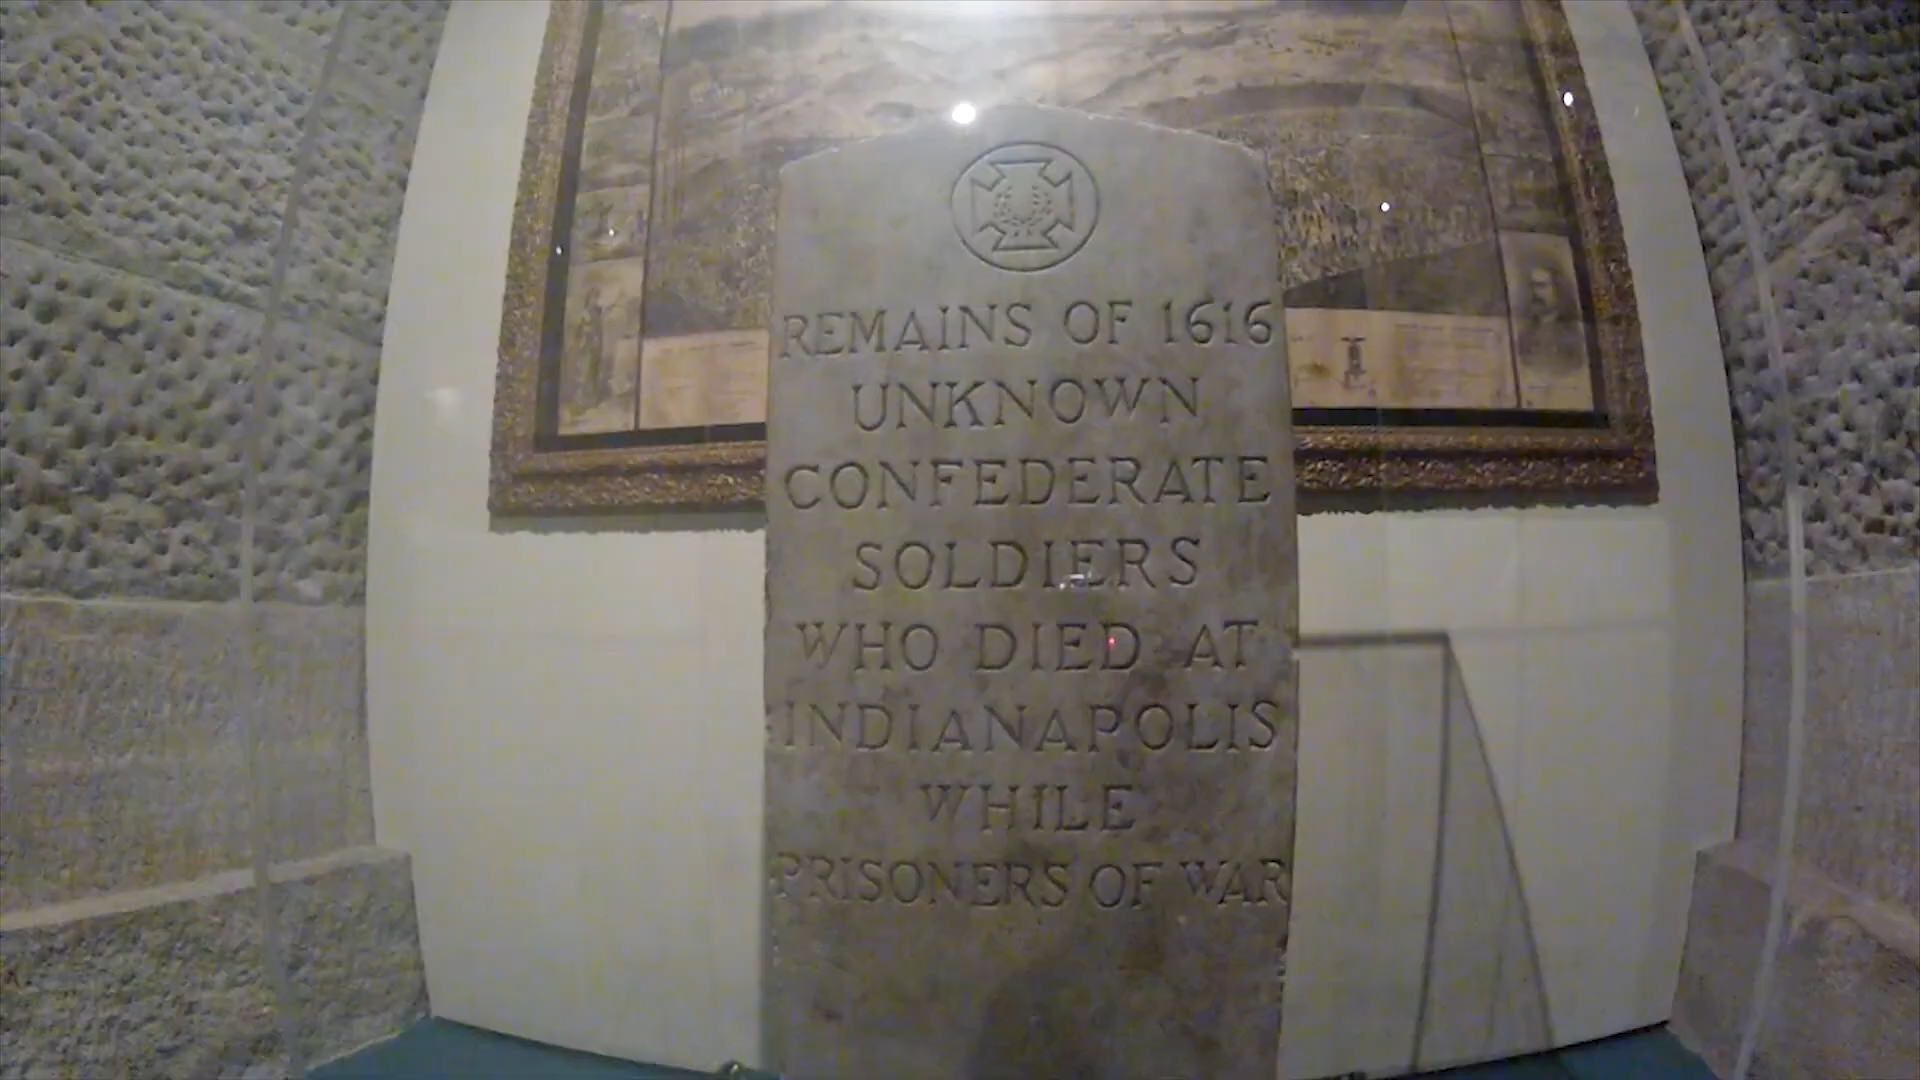 REMAINS OF 1616
UNKNOWN
CONFEDERATE
SOLDIERS
WHO DIED AT
INDIANAPOLIS
WHILE
PRISONERS OF WAR